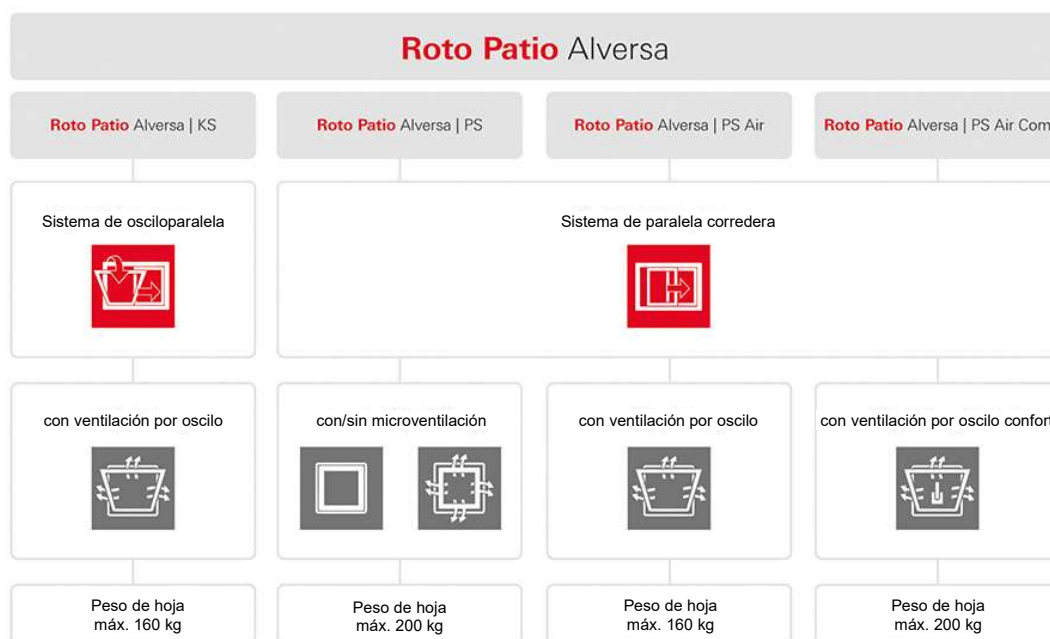 Roto Patio Alversa
Roto Patio Alversa | KS
Roto Patio Alversa | PS
Roto Patio Alversa | PS Air
Roto Patio Alversa | PS Air Com
Sistema de osciloparalela
Sistema de paralela corredera
con ventilación por oscilo
con/sin microventilación
con ventilación por oscilo
con ventilación por oscilo confort
Peso de hoja
máx. 160 kg
Peso de hoja
máx. 200 kg
Peso de hoja
máx. 160 kg
Peso de hoja
máx. 200 kg